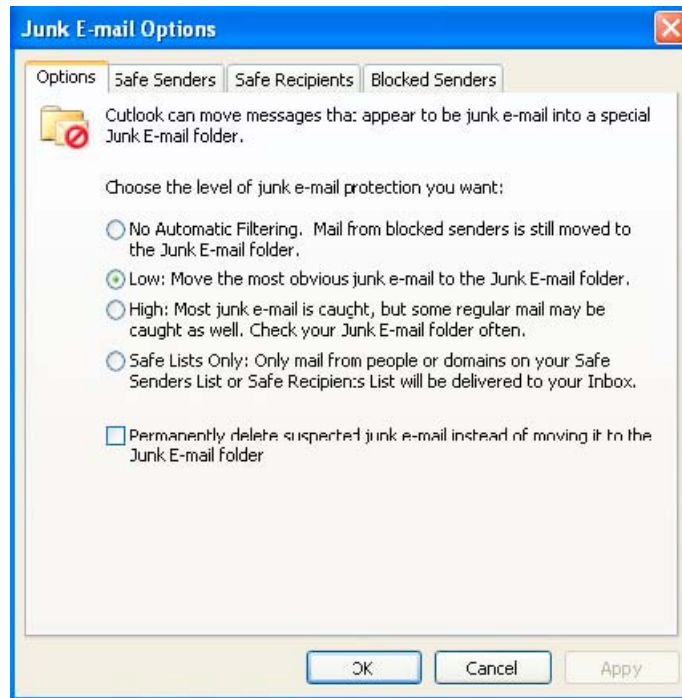 Junk E-mail Options
Options Safe Senders Safe Recipients Blocked Senders
Cutlook can move messages that appear to be junk e-mail into a special
Junk E-mail folder.
Choose the level of junk e-mail protection you want:
No Automatic Filtering. Mail from blocked senders is still moved to
the Junk E-mail folder.
Low: Move the most obvious junk e-mail to the Junk E-mail folder.
High: Most junk e-mail is caught, but some regular mail may be
caught as well. Check your Junk E-mail folder often.
Safe Lists Only: Only mail from people or domains on your Safe
Senders List or Safe Recipients List will be delivered to your Inbox.
Permanently delete suspected junk e-mail instead of moving it to the
Junk E-mail folder
OK Cancel Appy